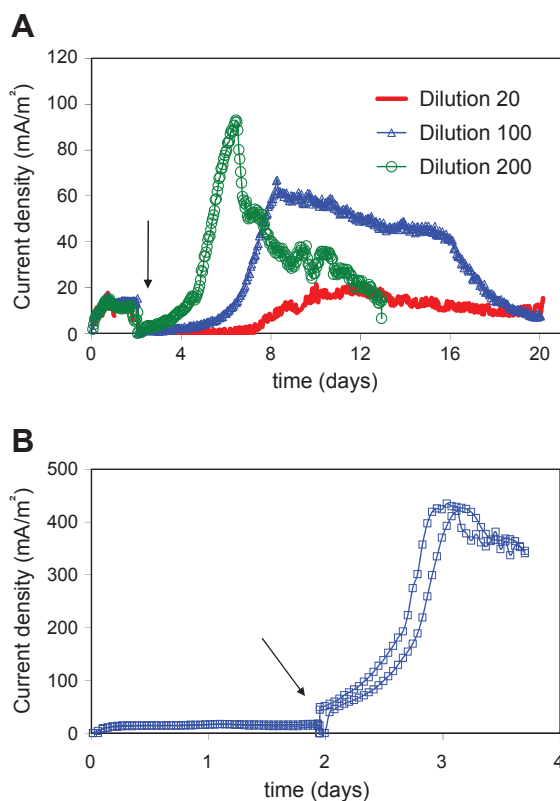 A
Current density (mA/m²)
120
100
80
60
40
20
0
Dilution 20
Dilution 100
Dilution 200
0 4 8 12 16 20
time (days)
B
Current density (mA/m²)
500
400
300
200
100
0
0 1 2 3 4
time (days)